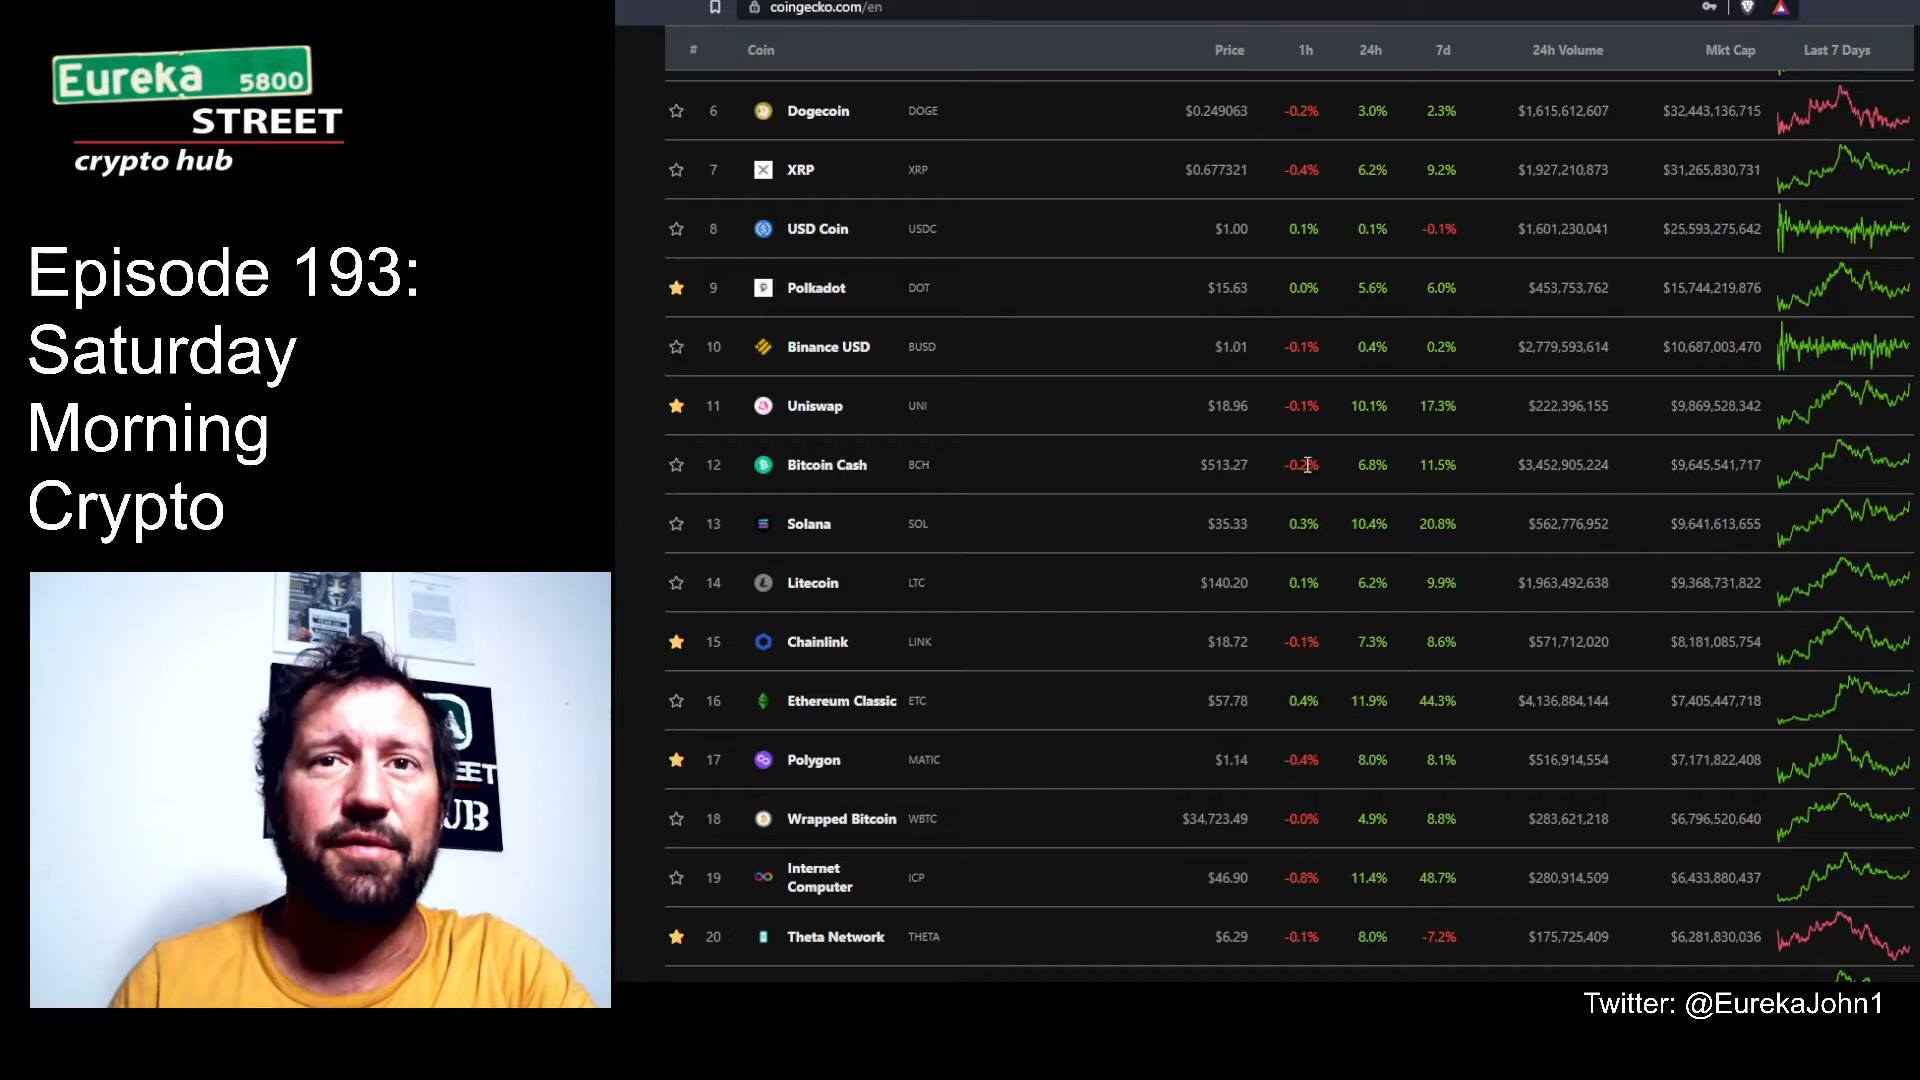 Eureka 5800
STREET
crypto hub
Episode 193:
Saturday
Morning
Crypto
coingecko.com/en
# Coin Price 1h 24h 7d 24h Volume Mkt Cap Last 7 Days
6 Dogecoin DOGE $0.249063 -0.2% 3.0% 2.3% $1,615,612,607 $32,443,136,715
7 XRP XRP $0.677321 -0.4% 6.2% 9.2% $1,927,210,873 $31,265,830,731
8 USD Coin USDC $1.00 0.1% 0.1% -0.1% $1,601,230,041 $25,593,275,642
9 Polkadot DOT $15.63 0.0% 5.6% 6.0% $453,753,762 $15,744,219,876
10 Binance USD BUSD $1.01 -0.1% 0.4% 0.2% $2,779,593,614 $10,687,003,470
11 Uniswap UNI $18.96 -0.1% 10.1% 17.3% $222,396,155 $9,869,528,342
12 Bitcoin Cash BCH $513.27 -0.2% 6.8% 11.5% $3,452,905,224 $9,645,541,717
13 Solana SOL $35.33 0.3% 10.4% 20.8% $562,776,952 $9,641,613,655
14 Litecoin LTC $140.20 0.1% 6.2% 9.9% $1,963,492,638 $9,368,731,822
15 Chainlink LINK $18.72 -0.1% 7.3% 8.6% $571,712,020 $8,181,085,754
16 Ethereum Classic ETC $57.78 0.4% 11.9% 44.3% $4,136,884,144 $7,405,447,718
17 Polygon MATIC $1.14 -0.4% 8.0% 8.1% $516,914,554 $7,171,822,408
18 Wrapped Bitcoin WBTC $34,723.49 -0.0% 4.9% 8.8% $283,621,218 $6,796,520,640
19 Internet
Computer ICP $46.90 -0.8% 11.4% 48.7% $280,914,509 $6,433,880,437
20 Theta Network THETA $6.29 -0.1% 8.0% -7.2% $175,725,409 $6,281,830,036
EET
UB
Twitter: @EurekaJohn1